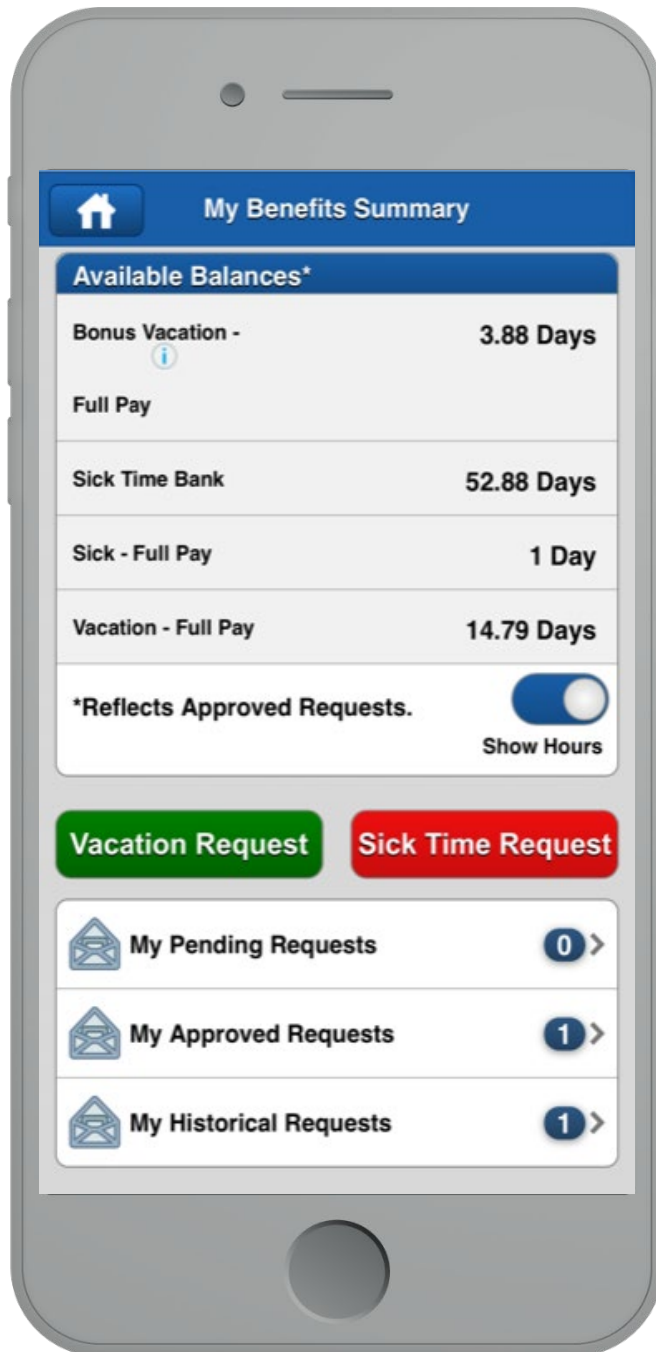 My Benefits Summary
Available Balances*
Bonus Vacation - 3.88 Days
i
Full Pay
Sick Time Bank 52.88 Days
Sick - Full Pay 1 Day
Vacation - Full Pay 14.79 Days
*Reflects Approved Requests.
Show Hours
Vacation Request Sick Time Request
My Pending Requests 0 >
My Approved Requests 1 >
My Historical Requests 1 >